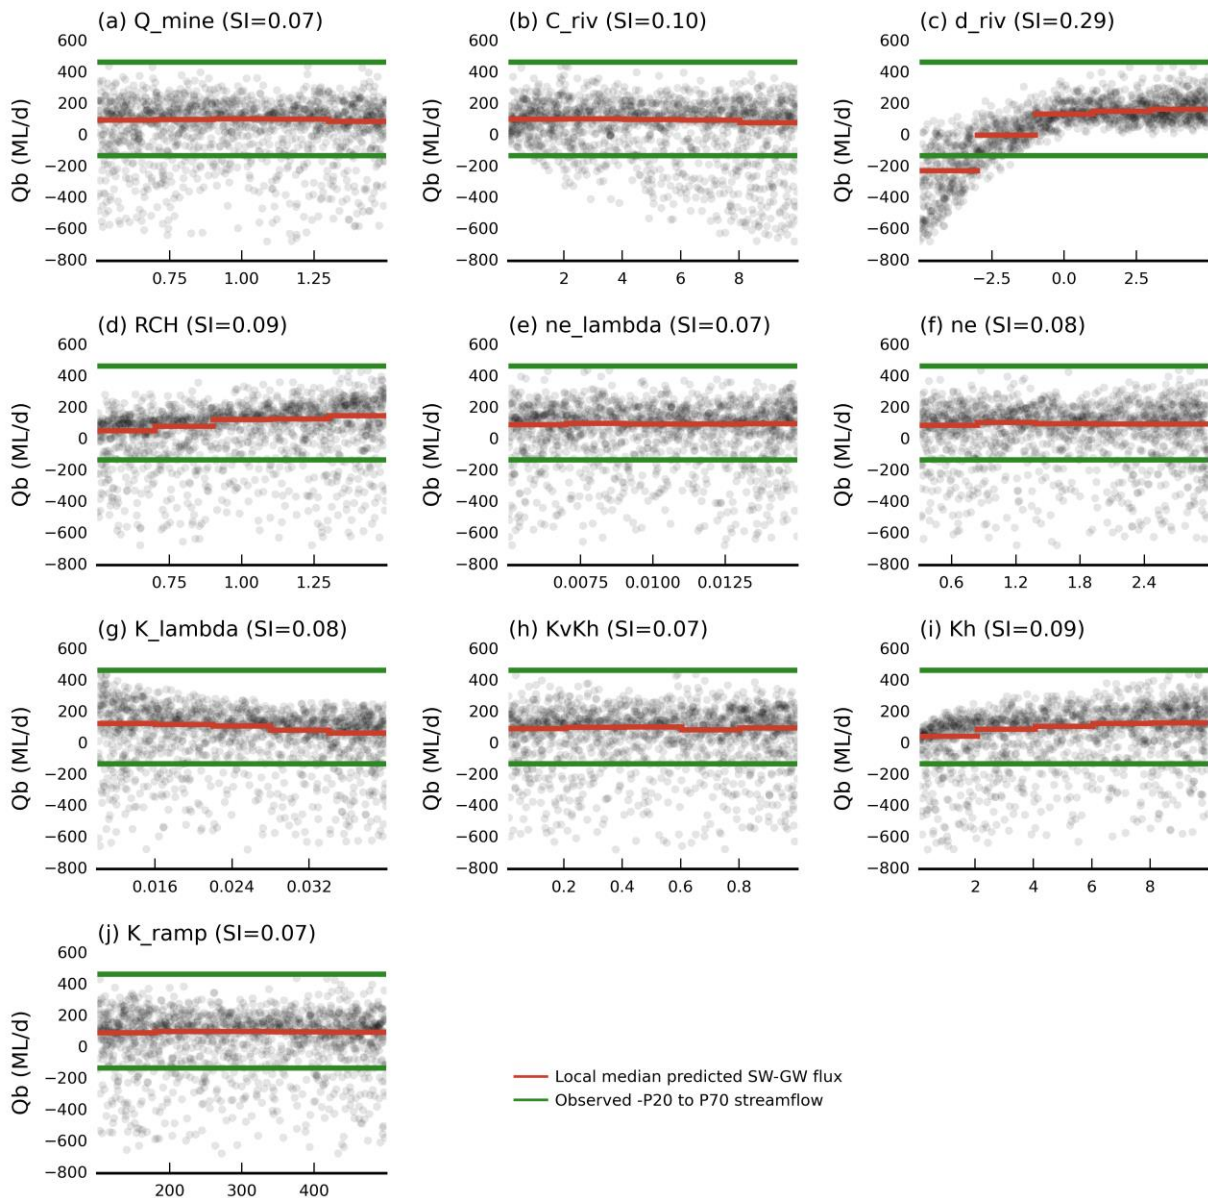 (a) Q_mine (SI=0.07)
600
400
200
0
−200
−400
−600
−800
Qb (ML/d)
0.75 1.00 1.25
(b) C_riv (SI=0.10)
600
400
200
0
−200
−400
−600
−800
Qb (ML/d)
2 4 6 8
(c) d_riv (SI=0.29)
600
400
200
0
−200
−400
−600
−800
Qb (ML/d)
−2.5 0.0 2.5
(d) RCH (SI=0.09)
600
400
200
0
−200
−400
−600
−800
Qb (ML/d)
0.75 1.00 1.25
(e) ne_lambda (SI=0.07)
600
400
200
0
−200
−400
−600
−800
Qb (ML/d)
0.0075 0.0100 0.0125
(f) ne (SI=0.08)
600
400
200
0
−200
−400
−600
−800
Qb (ML/d)
0.6 1.2 1.8 2.4
(g) K_lambda (SI=0.08)
600
400
200
0
−200
−400
−600
−800
Qb (ML/d)
0.016 0.024 0.032
(h) KvKh (SI=0.07)
600
400
200
0
−200
−400
−600
−800
Qb (ML/d)
0.2 0.4 0.6 0.8
(i) Kh (SI=0.09)
600
400
200
0
−200
−400
−600
−800
Qb (ML/d)
2 4 6 8
(j) K_ramp (SI=0.07)
600
400
200
0
−200
−400
−600
−800
Qb (ML/d)
200 300 400
Local median predicted SW-GW flux
Observed -P20 to P70 streamflow